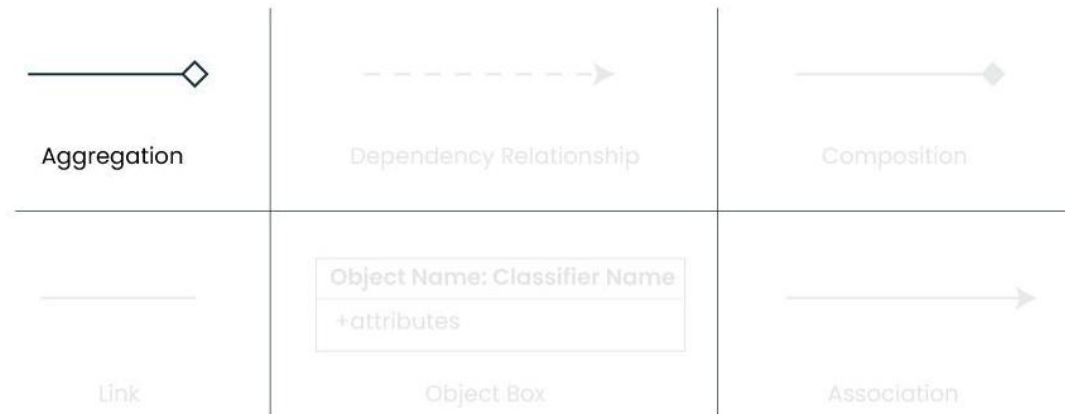 Aggregation
Dependency Relationship
Composition
Object Name: Classifier Name
+attributes
Link
Object Box
Association